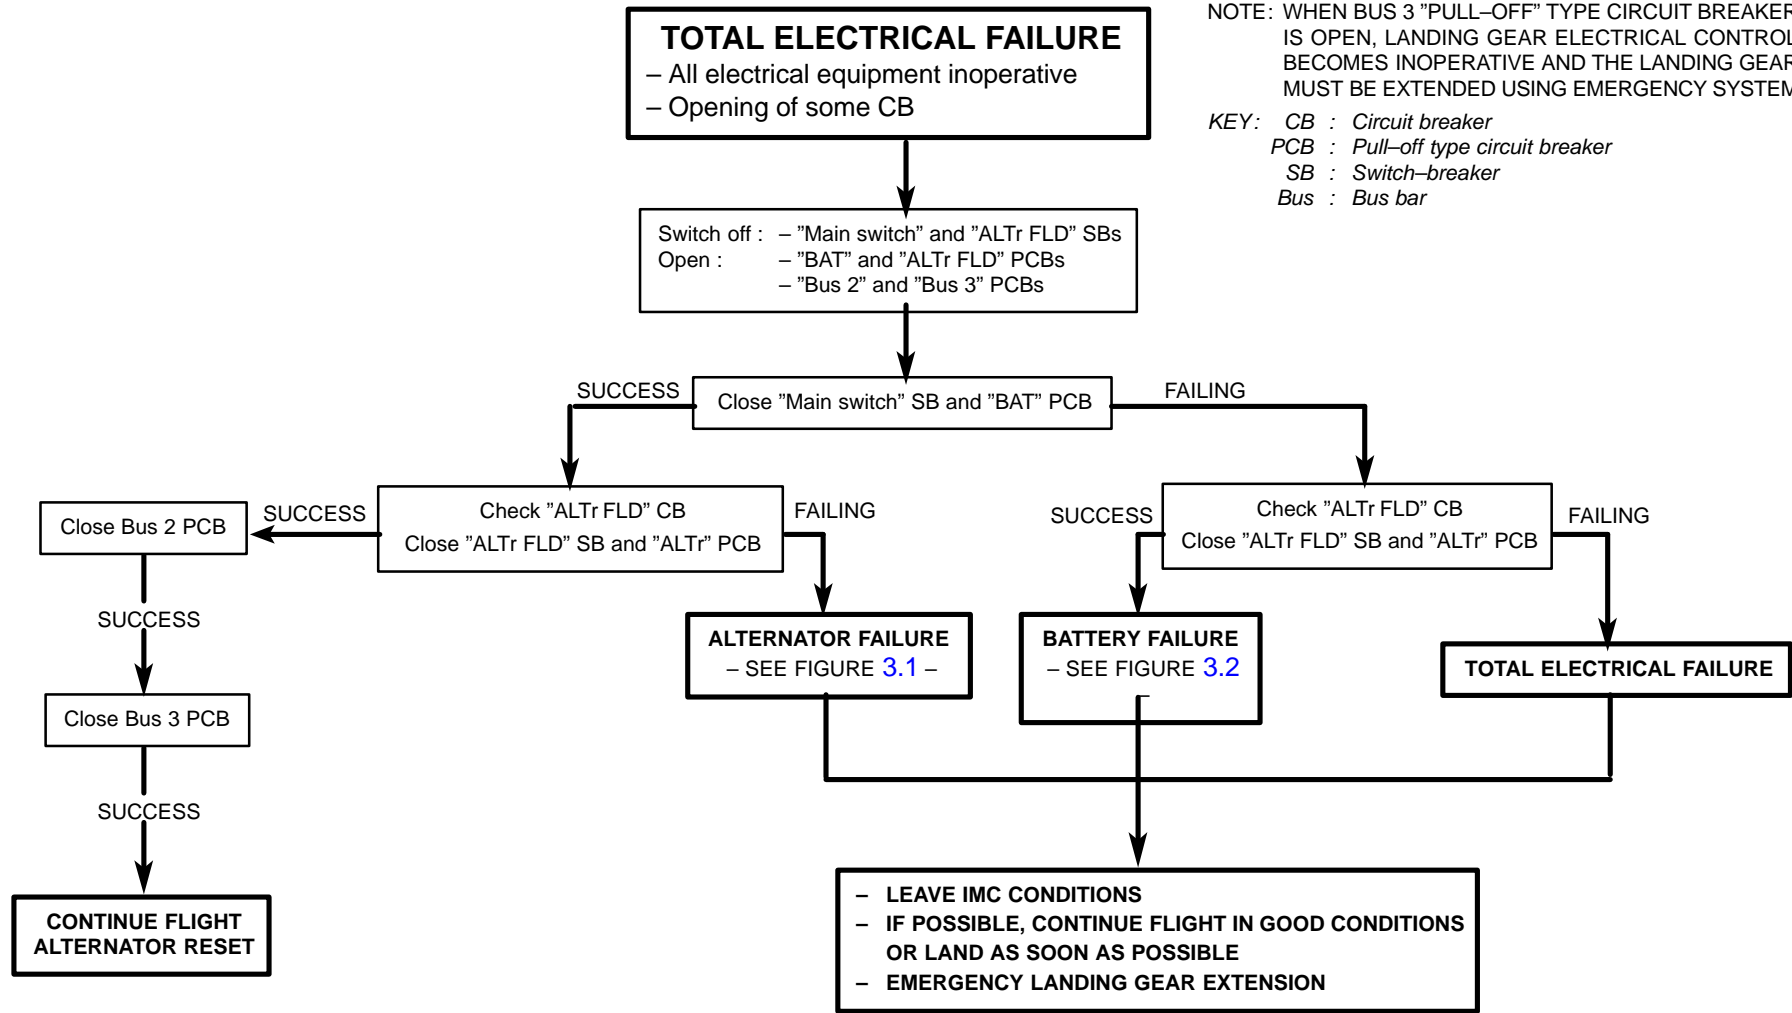 TOTAL ELECTRICAL FAILURE
– All electrical equipment inoperative
– Opening of some CB
NOTE: WHEN BUS 3 ”PULL–OFF” TYPE CIRCUIT BREAKER
IS OPEN, LANDING GEAR ELECTRICAL CONTROL
BECOMES INOPERATIVE AND THE LANDING GEAR
MUST BE EXTENDED USING EMERGENCY SYSTEM
KEY: CB : Circuit breaker
PCB : Pull–off type circuit breaker
SB : Switch–breaker
Bus : Bus bar
Switch off : – ”Main switch” and ”ALTr FLD” SBs
Open : – ”BAT” and ”ALTr FLD” PCBs
– ”Bus 2” and ”Bus 3” PCBs
SUCCESS
Close ”Main switch” SB and ”BAT” PCB
FAILING
Close Bus 2 PCB
SUCCESS
Check ”ALTr FLD” CB
Close ”ALTr FLD” SB and ”ALTr” PCB
FAILING
SUCCESS
Check ”ALTr FLD” CB
Close ”ALTr FLD” SB and ”ALTr” PCB
FAILING
SUCCESS
ALTERNATOR FAILURE
– SEE FIGURE 3.1 –
BATTERY FAILURE
– SEE FIGURE 3.2
–
TOTAL ELECTRICAL FAILURE
Close Bus 3 PCB
SUCCESS
CONTINUE FLIGHT
ALTERNATOR RESET
– LEAVE IMC CONDITIONS
– IF POSSIBLE, CONTINUE FLIGHT IN GOOD CONDITIONS
OR LAND AS SOON AS POSSIBLE
– EMERGENCY LANDING GEAR EXTENSION